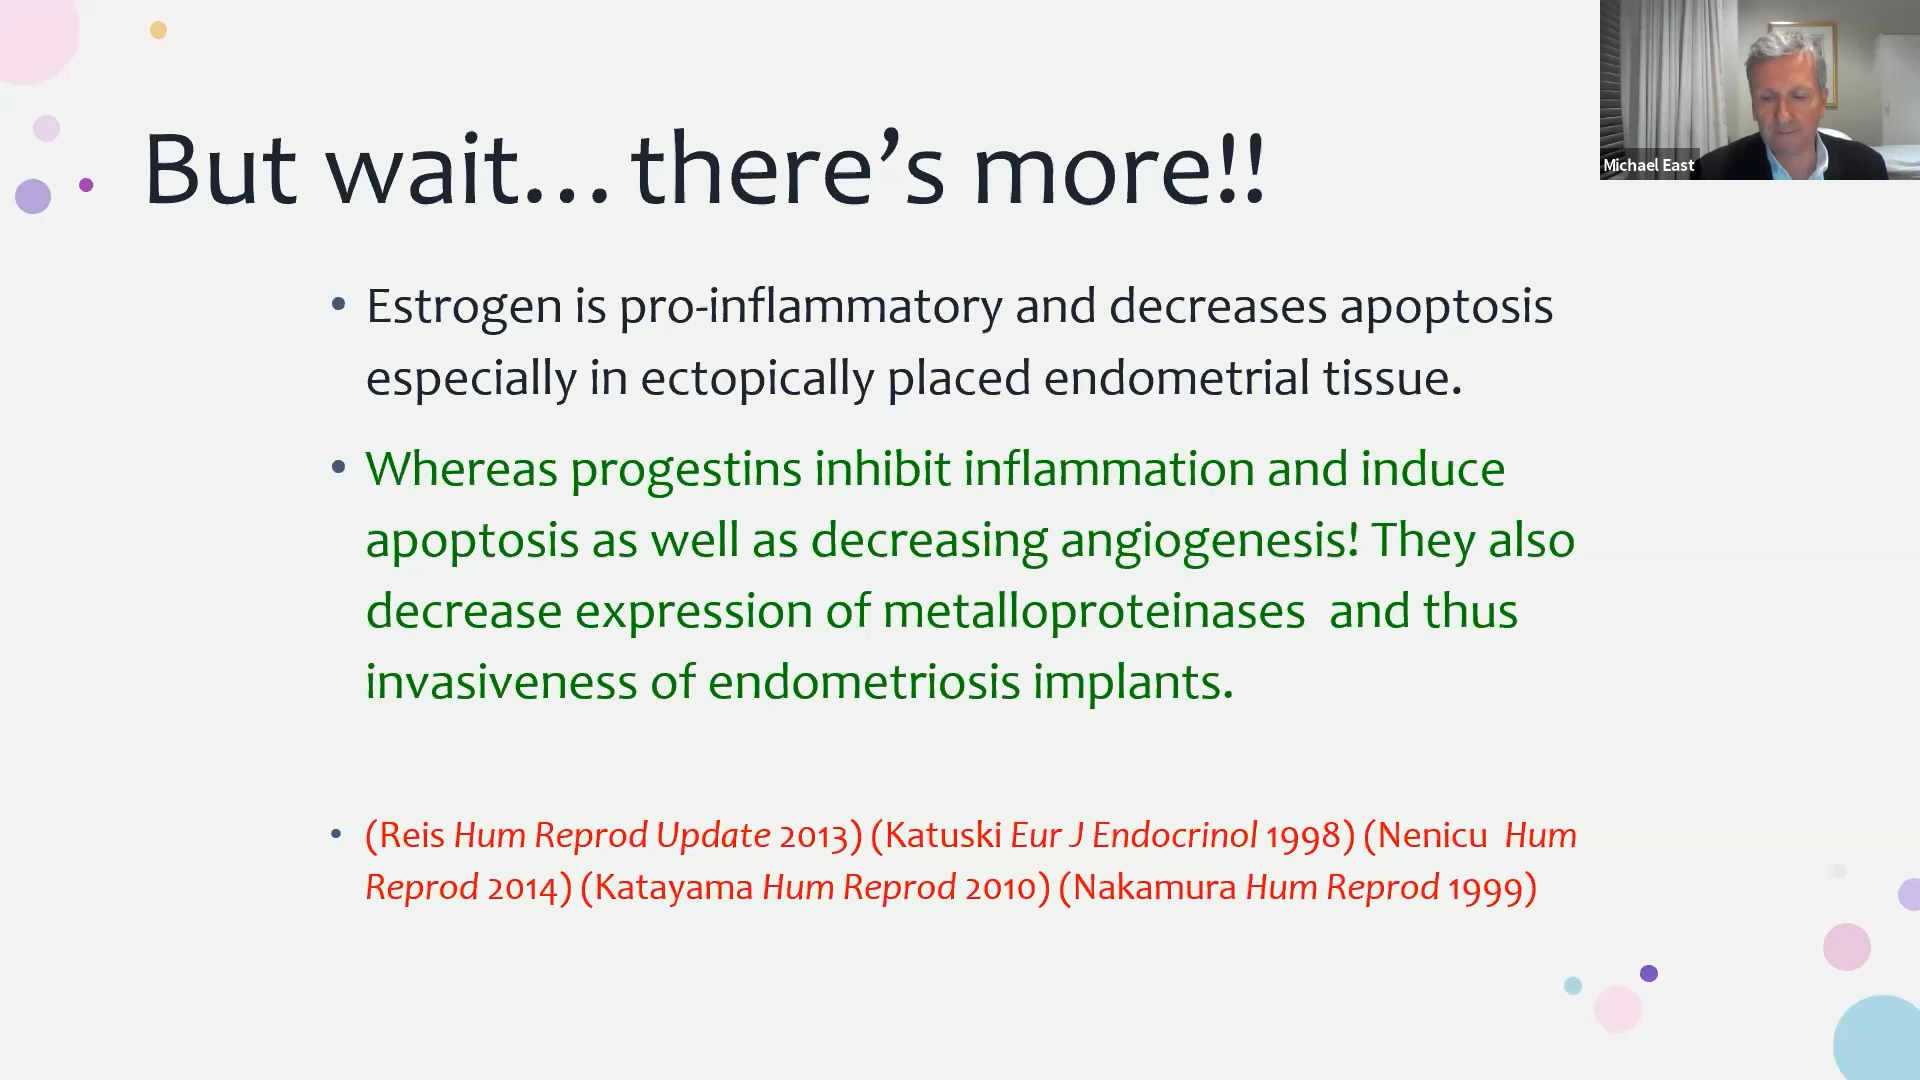 But wait… there’s more!!
Michael East
• Estrogen is pro-inflammatory and decreases apoptosis
especially in ectopically placed endometrial tissue.
• Whereas progestins inhibit inflammation and induce
apoptosis as well as decreasing angiogenesis! They also
decrease expression of metalloproteinases  and thus
invasiveness of endometriosis implants.
• (Reis Hum Reprod Update 2013) (Katuski Eur J Endocrinol 1998) (Nenicu  Hum
Reprod 2014) (Katayama Hum Reprod 2010) (Nakamura Hum Reprod 1999)